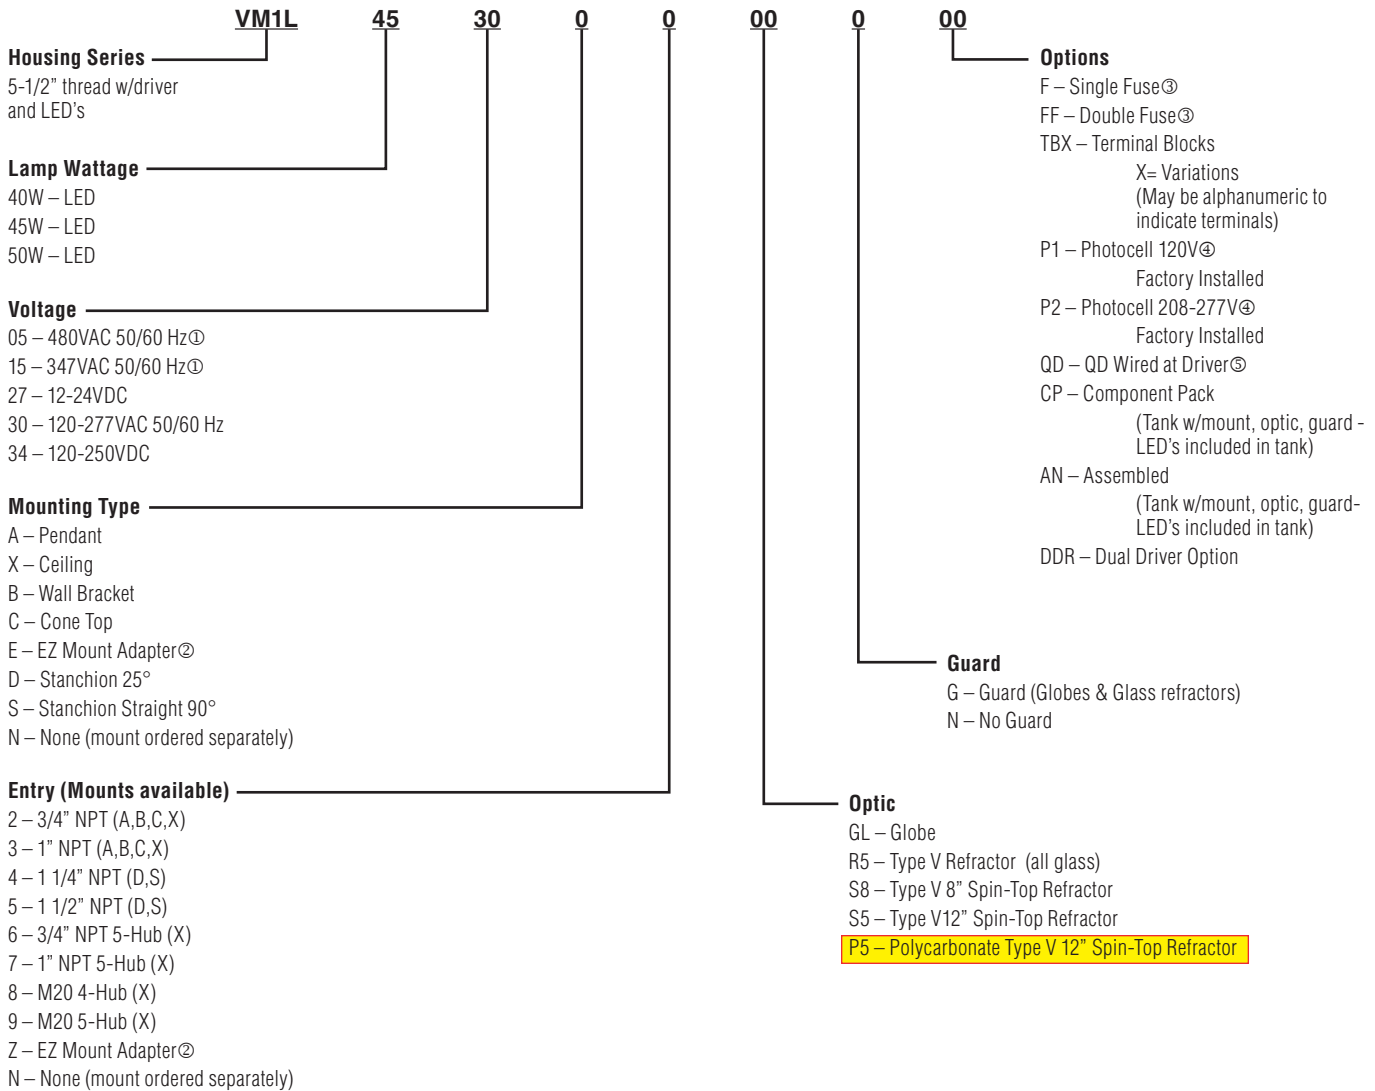 VM1L 45 30 0 0 00 0 00
Housing Series
5-1/2” thread w/driver
and LED’s
Lamp Wattage
40W – LED
45W – LED
50W – LED
Voltage
05 – 480VAC 50/60 Hz①
15 – 347VAC 50/60 Hz①
27 – 12-24VDC
30 – 120-277VAC 50/60 Hz
34 – 120-250VDC
Mounting Type
A – Pendant
X – Ceiling
B – Wall Bracket
C – Cone Top
E – EZ Mount Adapter②
D – Stanchion 25°
S – Stanchion Straight 90°
N – None (mount ordered separately)
Entry (Mounts available)
2 – 3/4” NPT (A,B,C,X)
3 – 1” NPT (A,B,C,X)
4 – 1 1/4” NPT (D,S)
5 – 1 1/2” NPT (D,S)
6 – 3/4” NPT 5-Hub (X)
7 – 1” NPT 5-Hub (X)
8 – M20 4-Hub (X)
9 – M20 5-Hub (X)
Z – EZ Mount Adapter②
N – None (mount ordered separately)
Options
F – Single Fuse③
FF – Double Fuse③
TBX – Terminal Blocks
X= Variations
(May be alphanumeric to
indicate terminals)
P1 – Photocell 120V④
Factory Installed
P2 – Photocell 208-277V④
Factory Installed
QD – QD Wired at Driver⑤
CP – Component Pack
(Tank w/mount, optic, guard -
LED’s included in tank)
AN – Assembled
(Tank w/mount, optic, guard-
LED’s included in tank)
DDR – Dual Driver Option
Guard
G – Guard (Globes & Glass refractors)
N – No Guard
Optic
GL – Globe
R5 – Type V Refractor (all glass)
S8 – Type V 8” Spin-Top Refractor
S5 – Type V12” Spin-Top Refractor
P5 – Polycarbonate Type V 12” Spin-Top Refractor